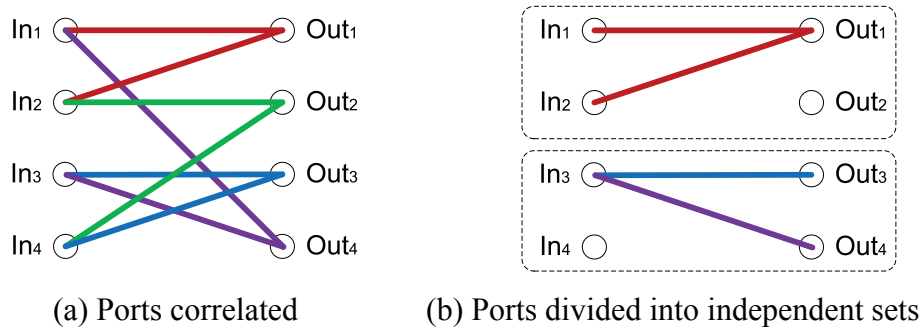 In1 Out1 In1 Out1
In2 Out2 In2 Out2
In3 Out3 In3 Out3
In4 Out4 In4 Out4
(a) Ports correlated (b) Ports divided into independent sets